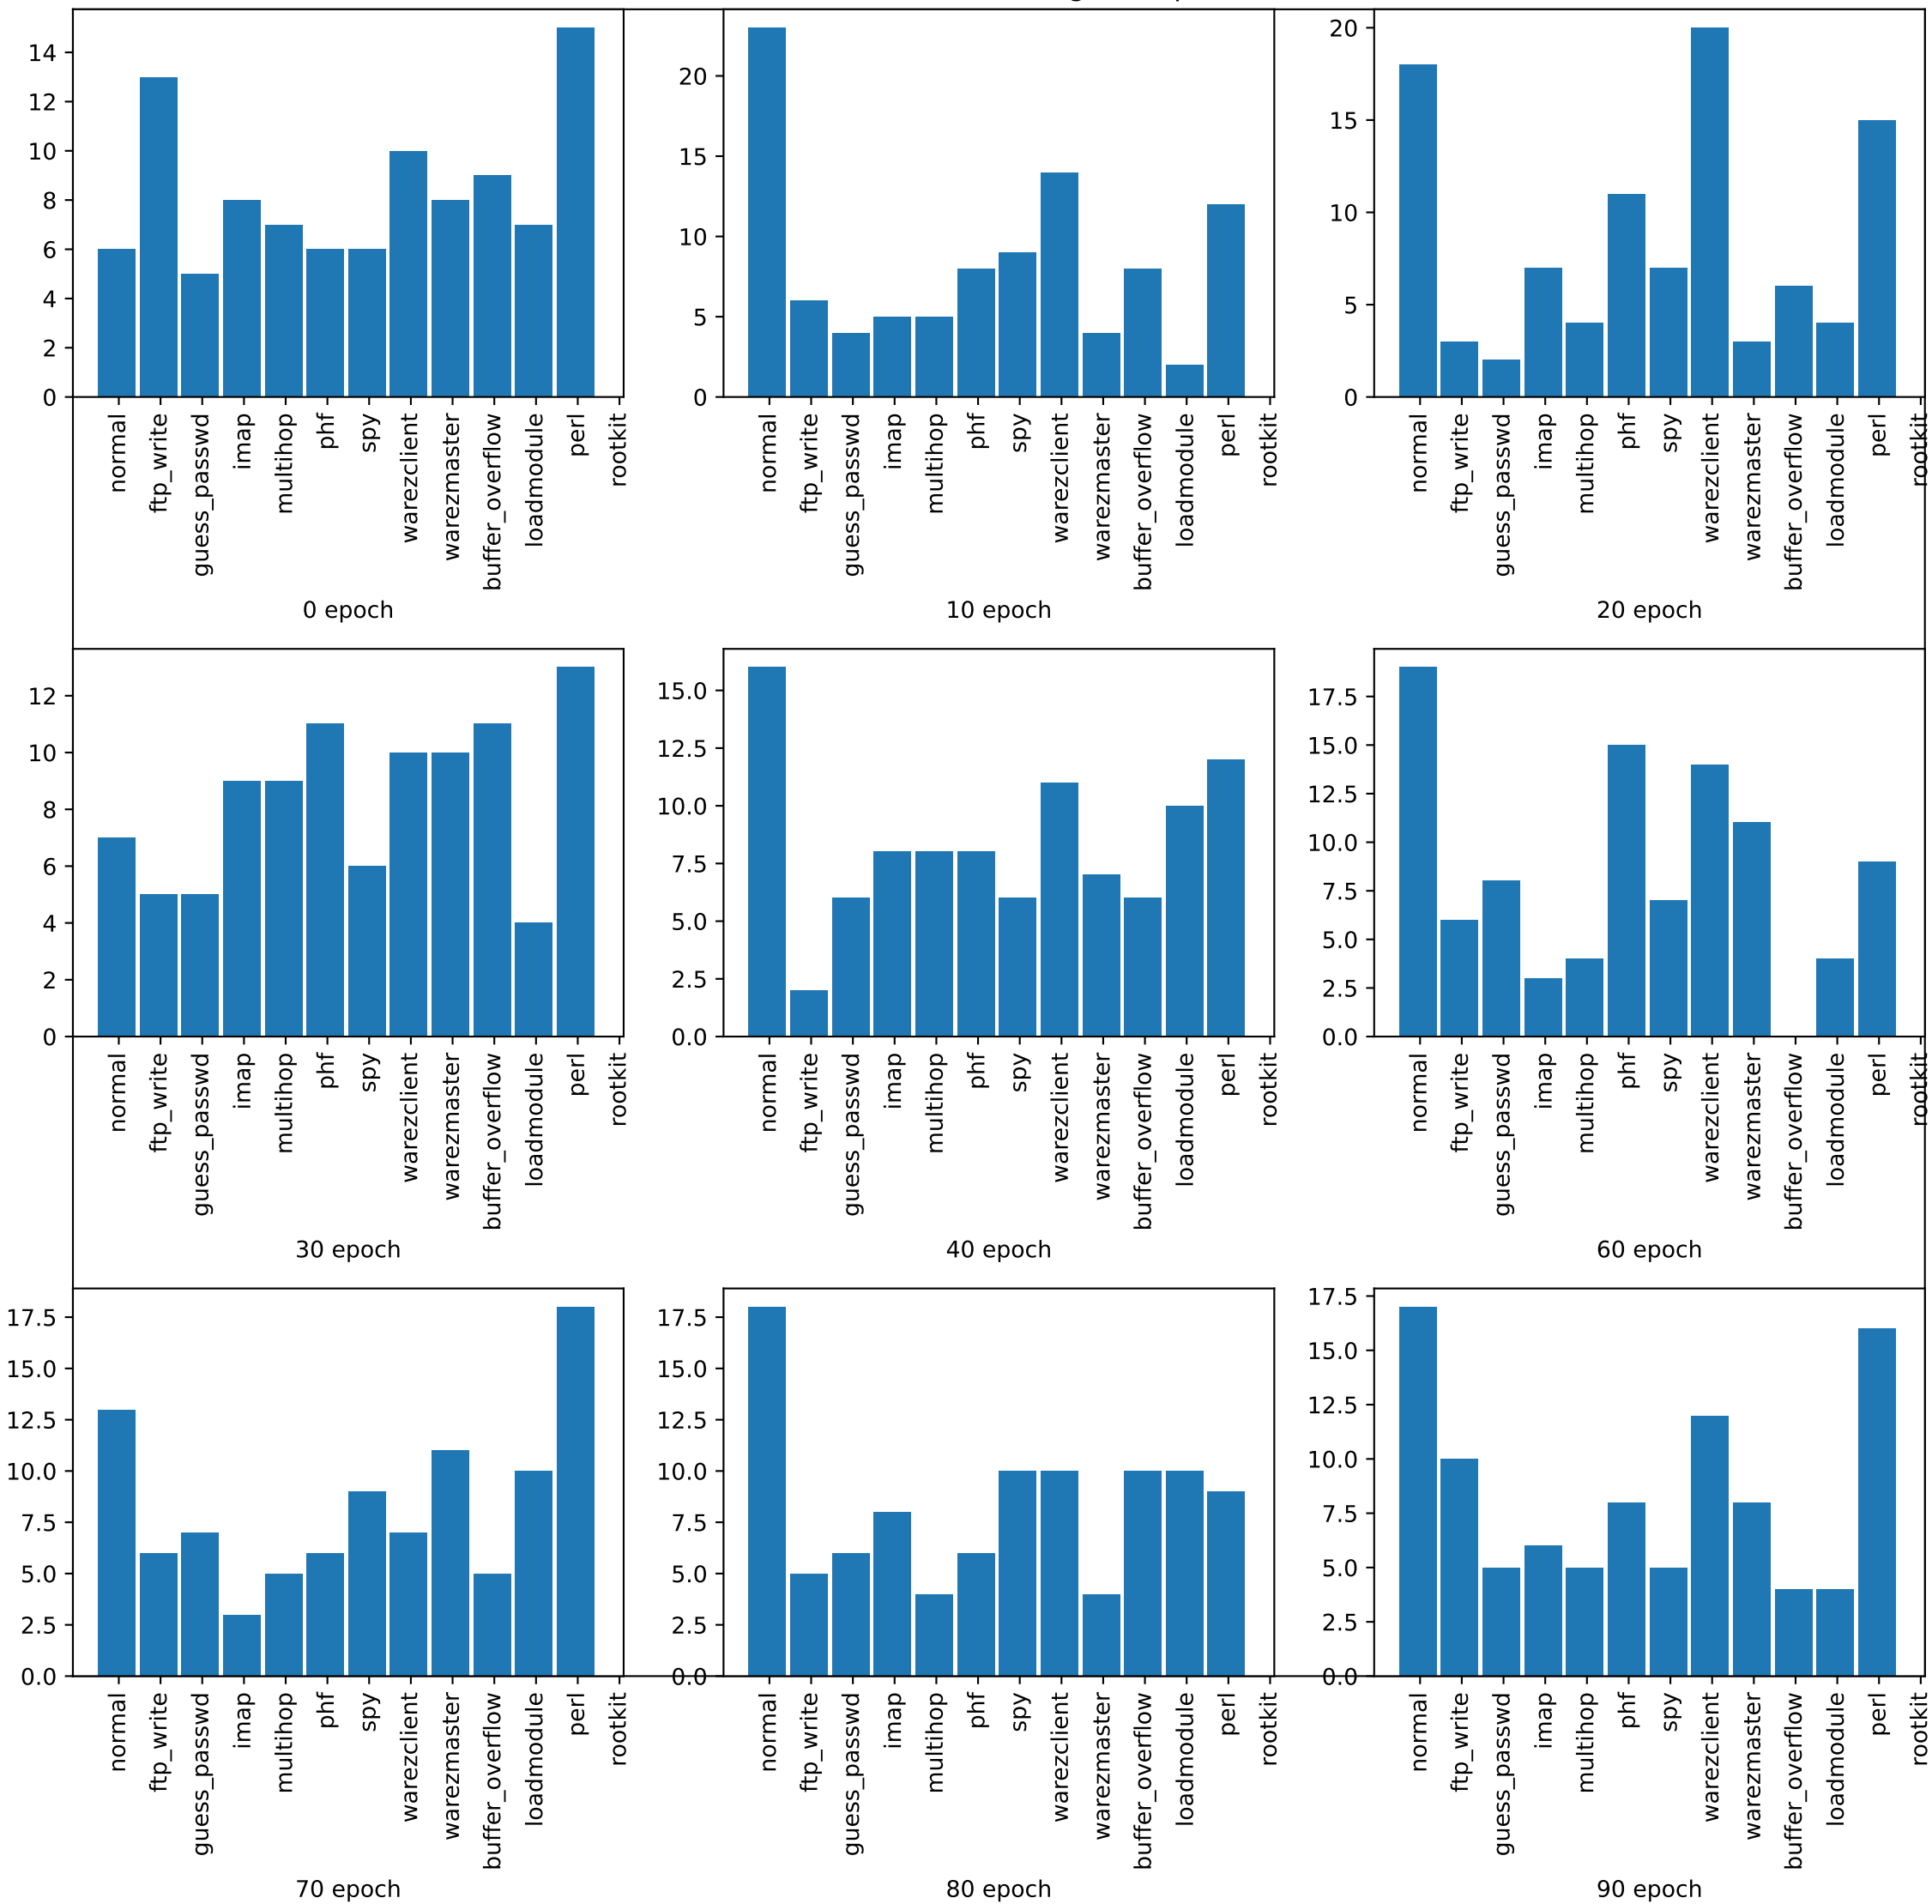 14
12
10
8
6
4
2
0
normal
ftp_write
guess_passwd
imap
multihop
phf
spy
warezclient
warezmaster
buffer_overflow
loadmodule
perl
rootkit
0 epoch
20
15
10
5
0
normal
ftp_write
guess_passwd
imap
multihop
phf
spy
warezclient
warezmaster
buffer_overflow
loadmodule
perl
rootkit
10 epoch
20
15
10
5
0
normal
ftp_write
guess_passwd
imap
multihop
phf
spy
warezclient
warezmaster
buffer_overflow
loadmodule
perl
rootkit
20 epoch
12
10
8
6
4
2
0
normal
ftp_write
guess_passwd
imap
multihop
phf
spy
warezclient
warezmaster
buffer_overflow
loadmodule
perl
rootkit
30 epoch
15.0
12.5
10.0
7.5
5.0
2.5
0.0
normal
ftp_write
guess_passwd
imap
multihop
phf
spy
warezclient
warezmaster
buffer_overflow
loadmodule
perl
rootkit
40 epoch
17.5
15.0
12.5
10.0
7.5
5.0
2.5
0.0
normal
ftp_write
guess_passwd
imap
multihop
phf
spy
warezclient
warezmaster
buffer_overflow
loadmodule
perl
rootkit
60 epoch
17.5
15.0
12.5
10.0
7.5
5.0
2.5
0.0
normal
ftp_write
guess_passwd
imap
multihop
phf
spy
warezclient
warezmaster
buffer_overflow
loadmodule
perl
rootkit
70 epoch
17.5
15.0
12.5
10.0
7.5
5.0
2.5
0.0
normal
ftp_write
guess_passwd
imap
multihop
phf
spy
warezclient
warezmaster
buffer_overflow
loadmodule
perl
rootkit
80 epoch
17.5
15.0
12.5
10.0
7.5
5.0
2.5
0.0
normal
ftp_write
guess_passwd
imap
multihop
phf
spy
warezclient
warezmaster
buffer_overflow
loadmodule
perl
rootkit
90 epoch